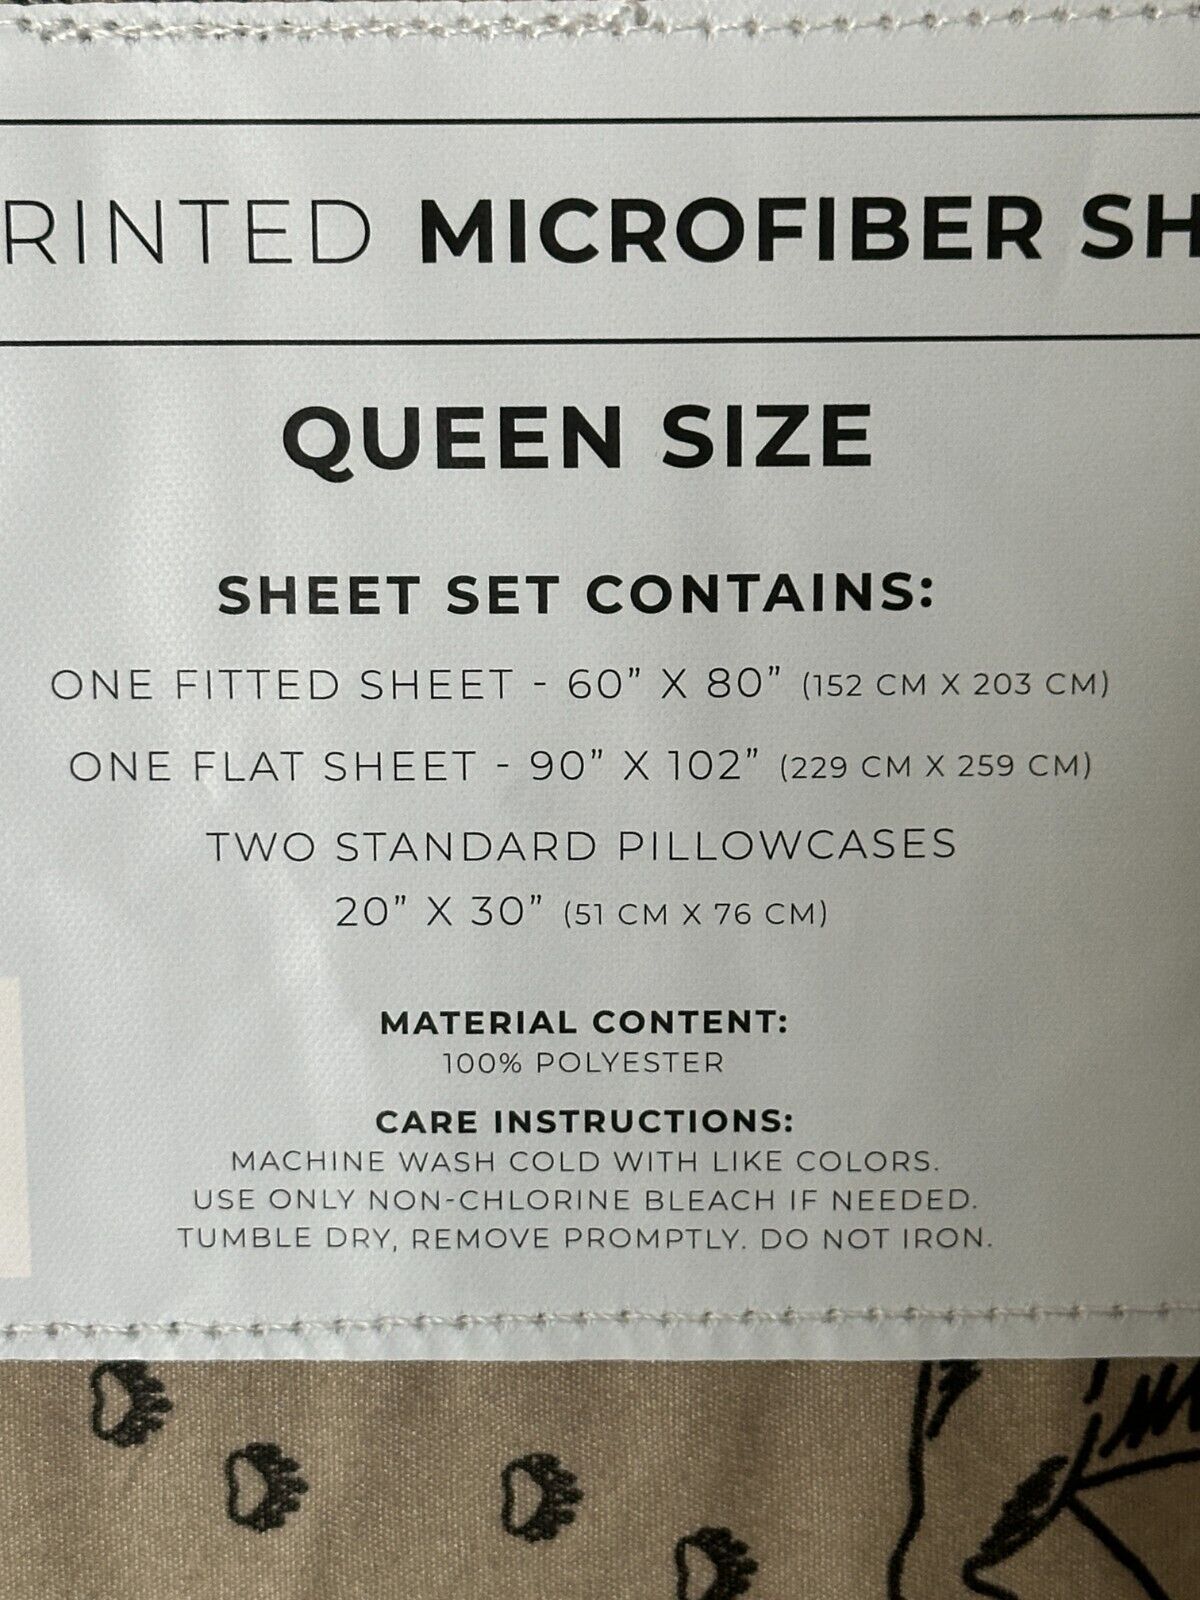 RINTED MICROFIBER SH
QUEEN SIZE
SHEET SET CONTAINS:
ONE FITTED SHEET - 60” X 80” (152 CM X 203 CM)
ONE FLAT SHEET - 90” X 102” (229 CM X 259 CM)
TWO STANDARD PILLOWCASES
20” X 30” (51 CM X 76 CM)
MATERIAL CONTENT:
100% POLYESTER
CARE INSTRUCTIONS:
MACHINE WASH COLD WITH LIKE COLORS.
USE ONLY NON-CHLORINE BLEACH IF NEEDED.
TUMBLE DRY, REMOVE PROMPTLY. DO NOT IRON.